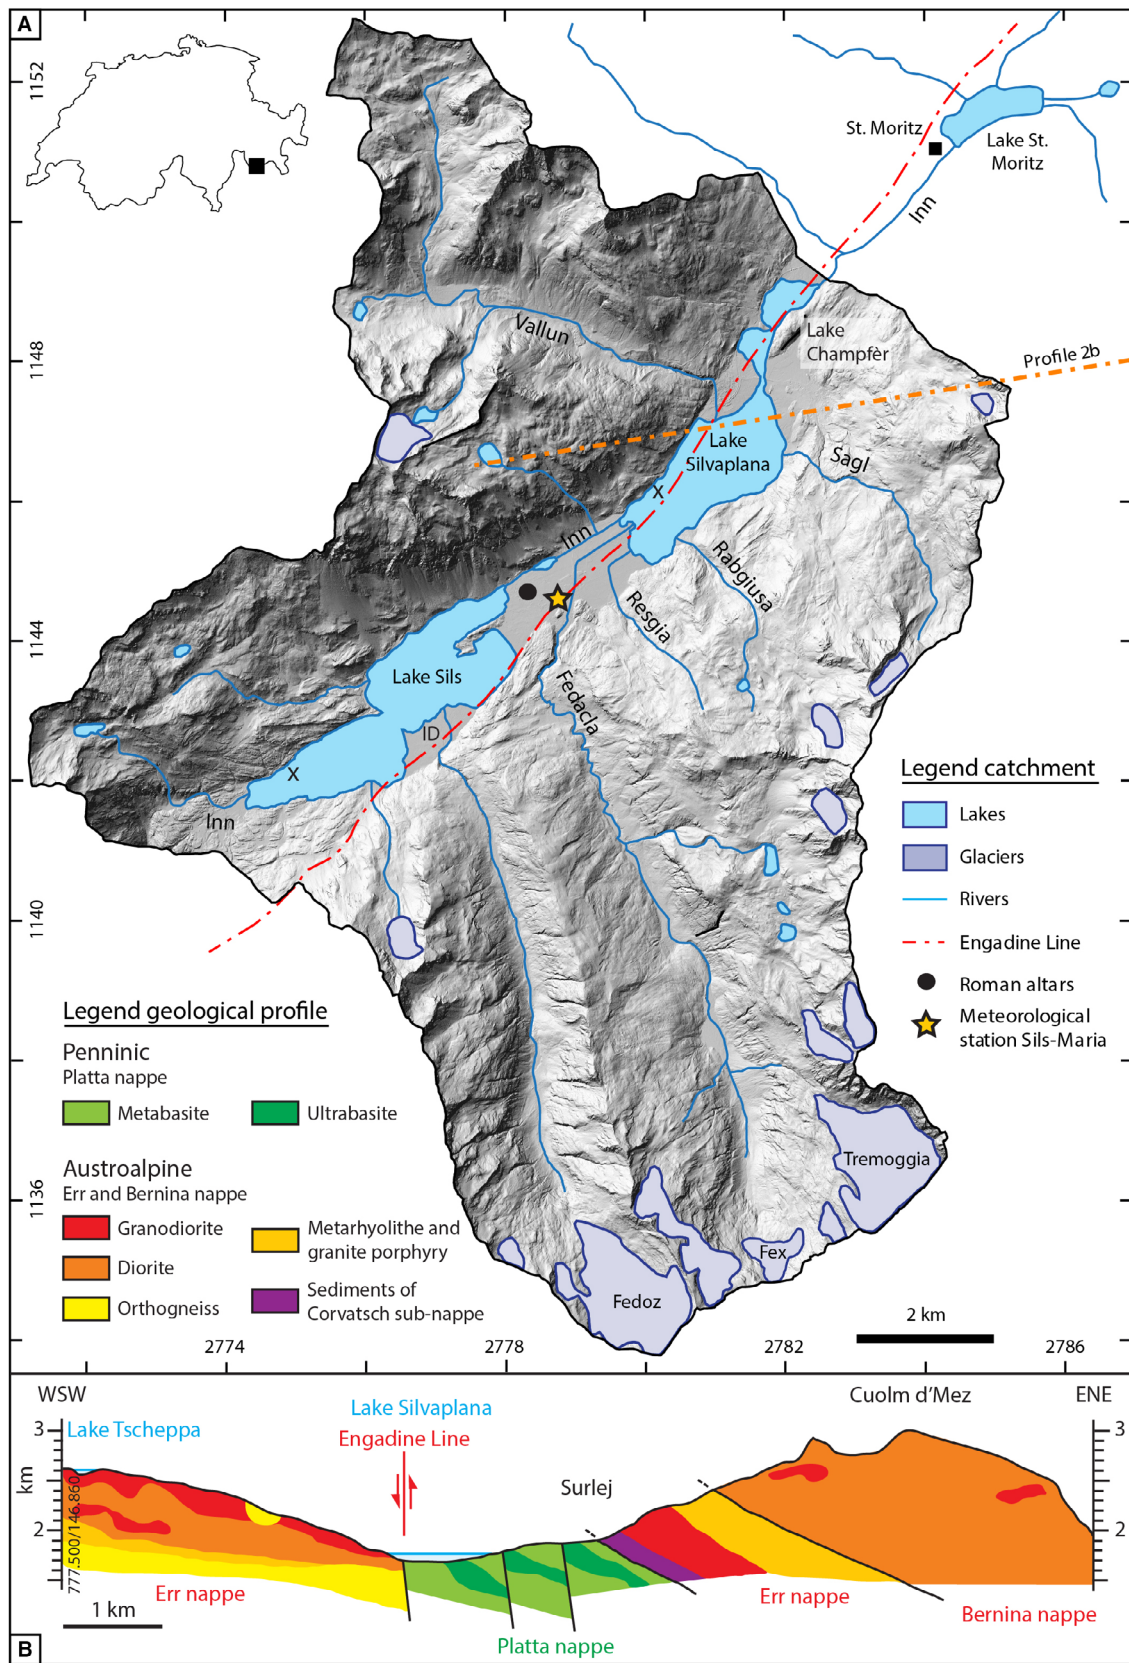 A
1152
1148
1144
1140
1136
St. Moritz
Lake St.
Moritz
Inn
Lake
Champfèr
Profile 2b
Vallun
Lake
Silvaplana
Sagl
X
Inn
Rabgiusa
Resgia
Lake Sils
Fedacla
ID
X
Inn
Legend catchment
Lakes
Glaciers
Rivers
Engadine Line
Roman altars
Meteorological
station Sils-Maria
Legend geological profile
Penninic
Platta nappe
Metabasite
Ultrabasite
Austroalpine
Err and Bernina nappe
Granodiorite
Diorite
Orthogneiss
Metarhyolithe and
granite porphyry
Sediments of
Corvatsch sub-nappe
Tremoggia
Fex
Fedoz
2 km
2774
2778
2782
2786
WSW
Lake Silvaplana
Cuolm d'Mez
ENE
Lake Tscheppa
Engadine Line
Surlej
3
2
km
777.500/146.860
3
2
Err nappe
Err nappe
Bernina nappe
1 km
Platta nappe
B